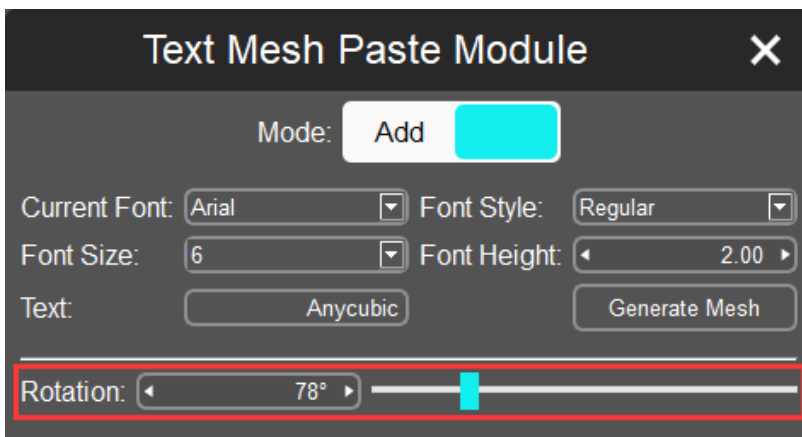 Text Mesh Paste Module
Mode: Add
Current Font: Arial Font Style: Regular
Font Size: 6 Font Height: 2.00
Text: Anycubic Generate Mesh
Rotation: 78°